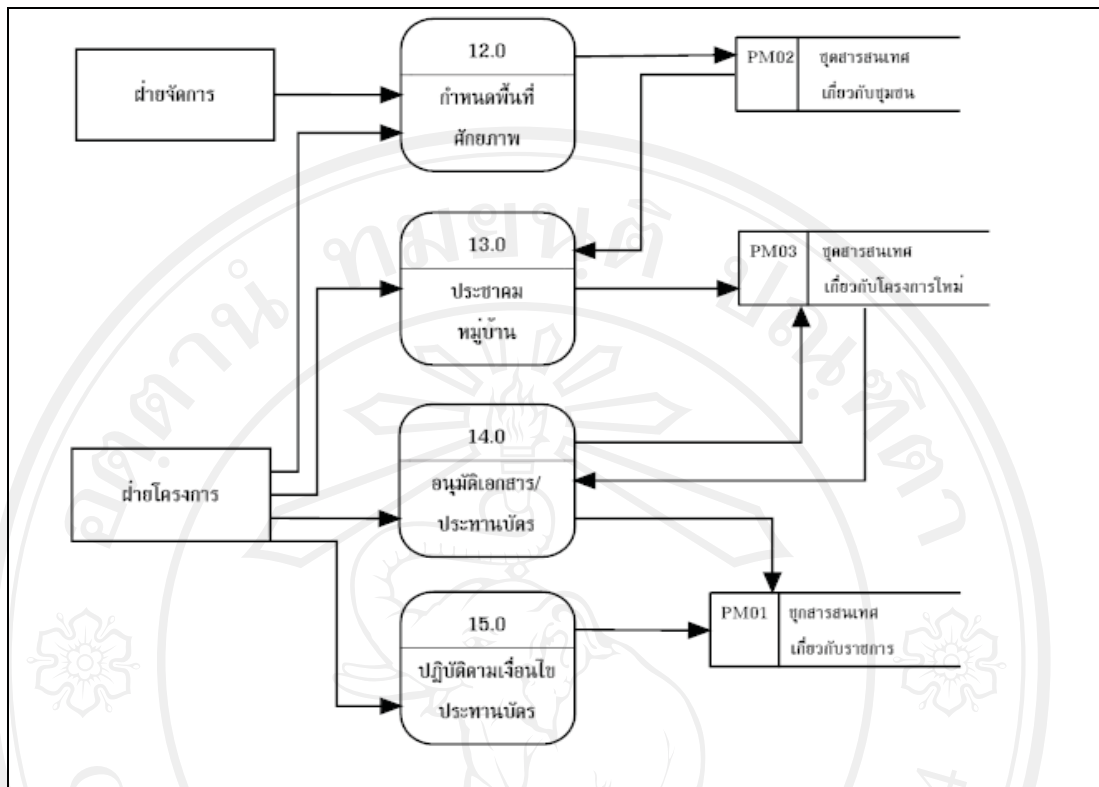 12.0
กำหนดพื้นที่
ศักยภาพ
PM02
ชุดสารสนเทศ
เกี่ยวกับชุมชน
ฝ่ายจัดการ
13.0
ประชาคม
หมู่บ้าน
PM03
ชุดสารสนเทศ
เกี่ยวกับโครงการใหม่
ฝ่ายโครงการ
14.0
อนุมัติเอกสาร/
ประทานบัตร
15.0
ปฏิบัติตามเงื่อนไข
ประทานบัตร
PM01
ชุกสารสนเทศ
เกี่ยวกับราชการ